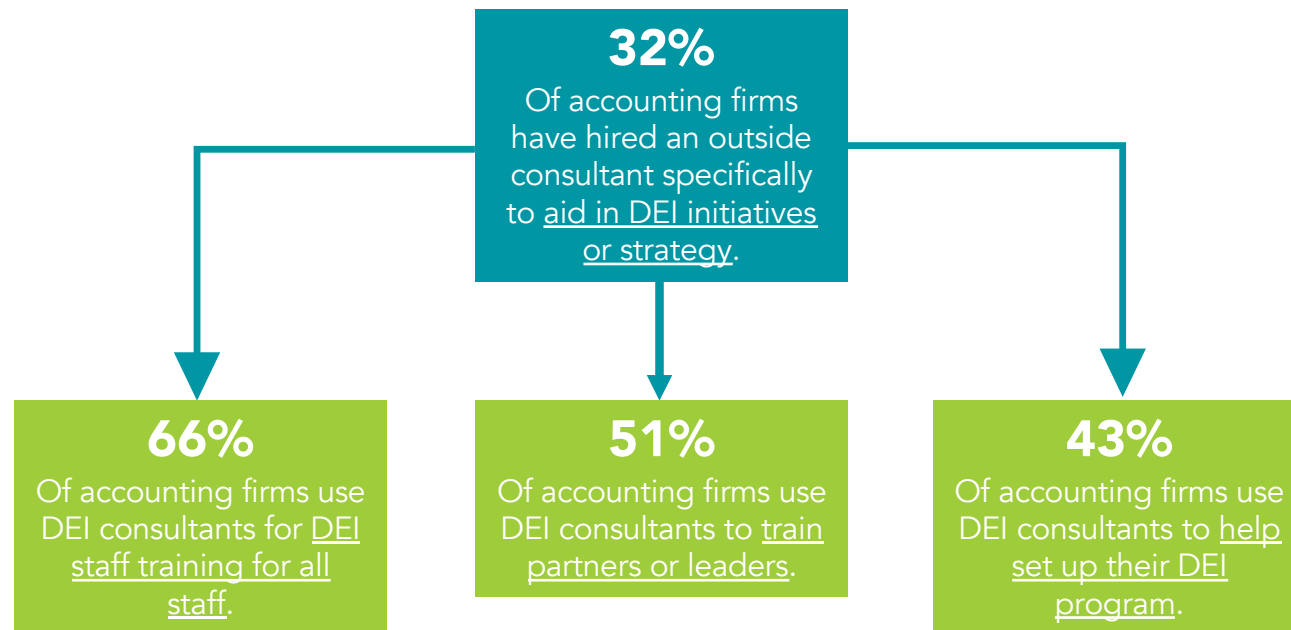 32%
Of accounting firms
have hired an outside
consultant specifically
to aid in DEI initiatives
or strategy.
66%
Of accounting firms use
DEI consultants for DEI
staff training for all
staff.
51%
Of accounting firms use
DEI consultants to train
partners or leaders.
43%
Of accounting firms use
DEI consultants to help
set up their DEI
program.